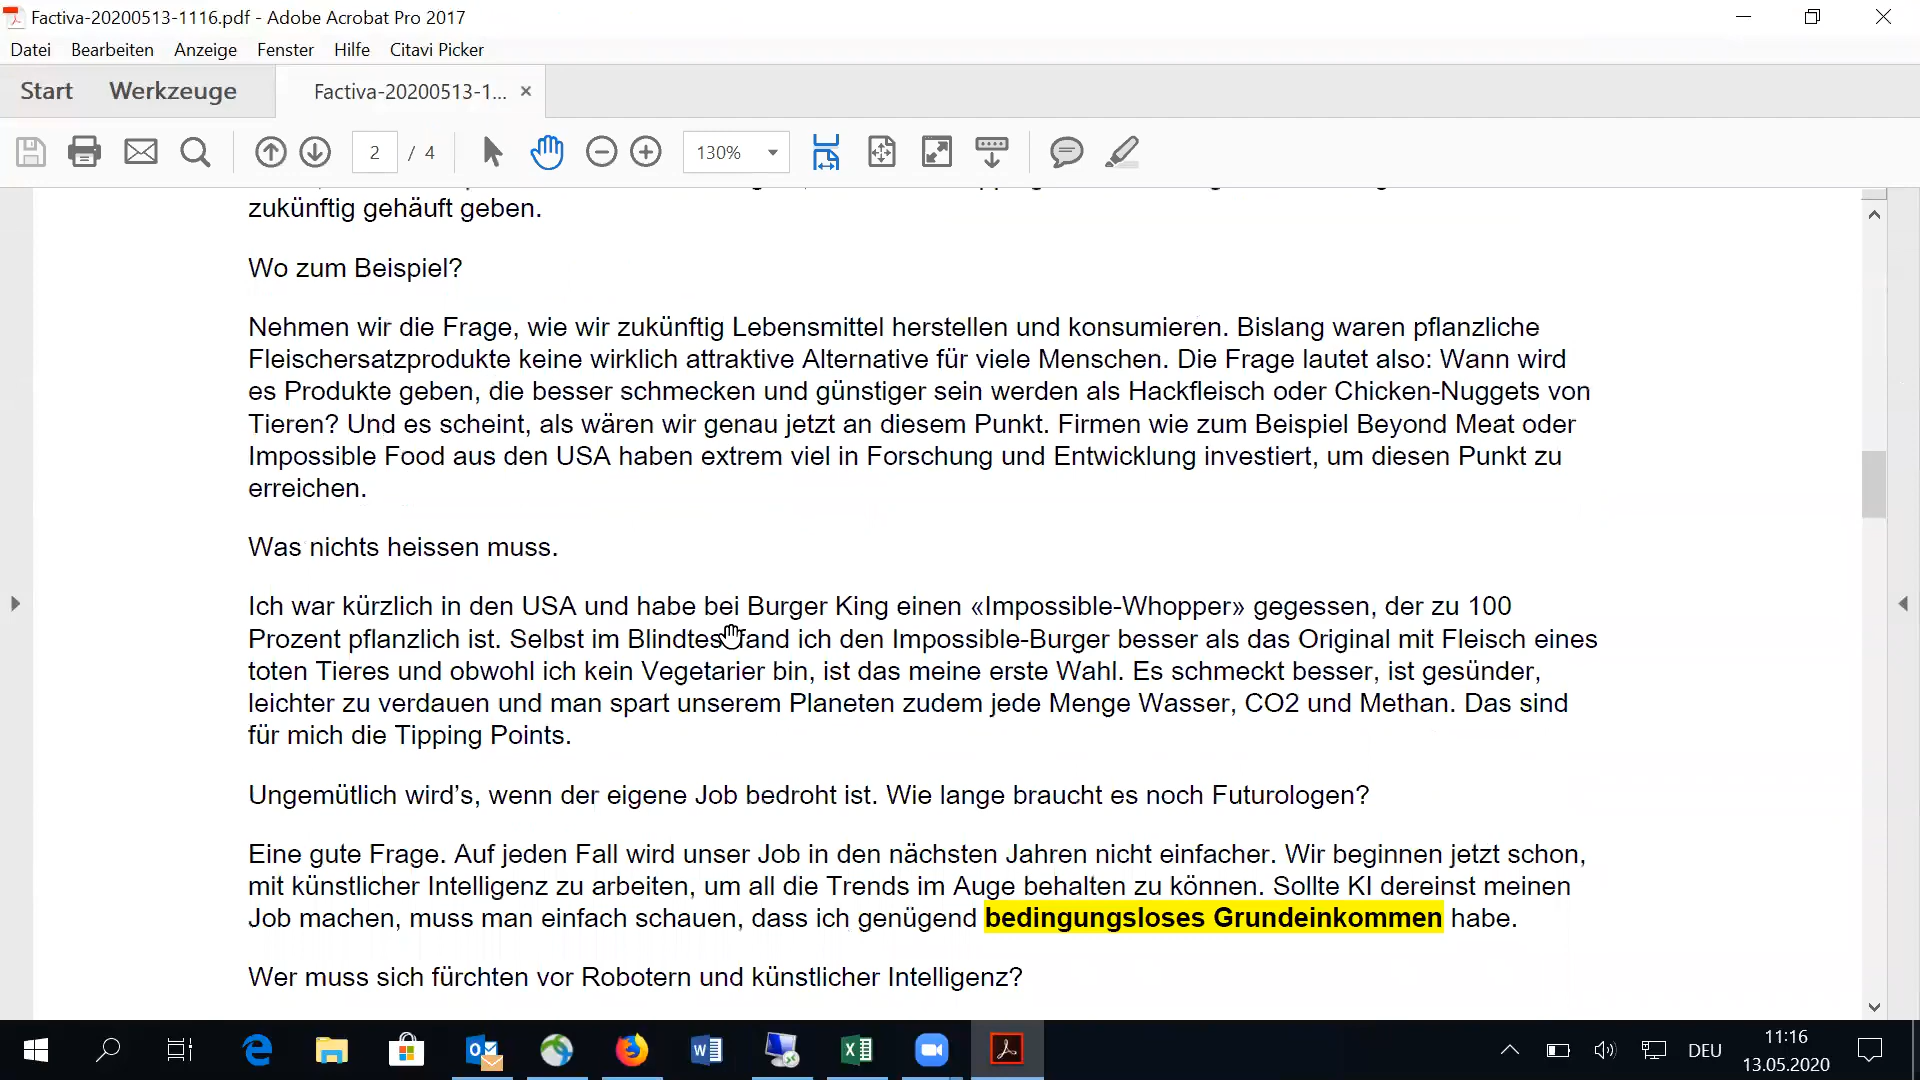 Factiva-20200513-1116.pdf - Adobe Acrobat Pro 2017
Datei Bearbeiten Anzeige Fenster Hilfe Citavi Picker
Start Werkzeuge Factiva-20200513-1... ×
2 / 4 130%
zukünftig gehäuft geben.
Wo zum Beispiel?
Nehmen wir die Frage, wie wir zukünftig Lebensmittel herstellen und konsumieren. Bislang waren pflanzliche
Fleischersatzprodukte keine wirklich attraktive Alternative für viele Menschen. Die Frage lautet also: Wann wird
es Produkte geben, die besser schmecken und günstiger sein werden als Hackfleisch oder Chicken-Nuggets von
Tieren? Und es scheint, als wären wir genau jetzt an diesem Punkt. Firmen wie zum Beispiel Beyond Meat oder
Impossible Food aus den USA haben extrem viel in Forschung und Entwicklung investiert, um diesen Punkt zu
erreichen.
Was nichts heissen muss.
Ich war kürzlich in den USA und habe bei Burger King einen «Impossible-Whopper» gegessen, der zu 100
Prozent pflanzlich ist. Selbst im Blindtest fand ich den Impossible-Burger besser als das Original mit Fleisch eines
toten Tieres und obwohl ich kein Vegetarier bin, ist das meine erste Wahl. Es schmeckt besser, ist gesünder,
leichter zu verdauen und man spart unserem Planeten zudem jede Menge Wasser, CO2 und Methan. Das sind
für mich die Tipping Points.
Ungemütlich wird's, wenn der eigene Job bedroht ist. Wie lange braucht es noch Futurologen?
Eine gute Frage. Auf jeden Fall wird unser Job in den nächsten Jahren nicht einfacher. Wir beginnen jetzt schon,
mit künstlicher Intelligenz zu arbeiten, um all die Trends im Auge behalten zu können. Sollte KI dereinst meinen
Job machen, muss man einfach schauen, dass ich genügend bedingungsloses Grundeinkommen habe.
Wer muss sich fürchten vor Robotern und künstlicher Intelligenz?
DEU
11:16
13.05.2020